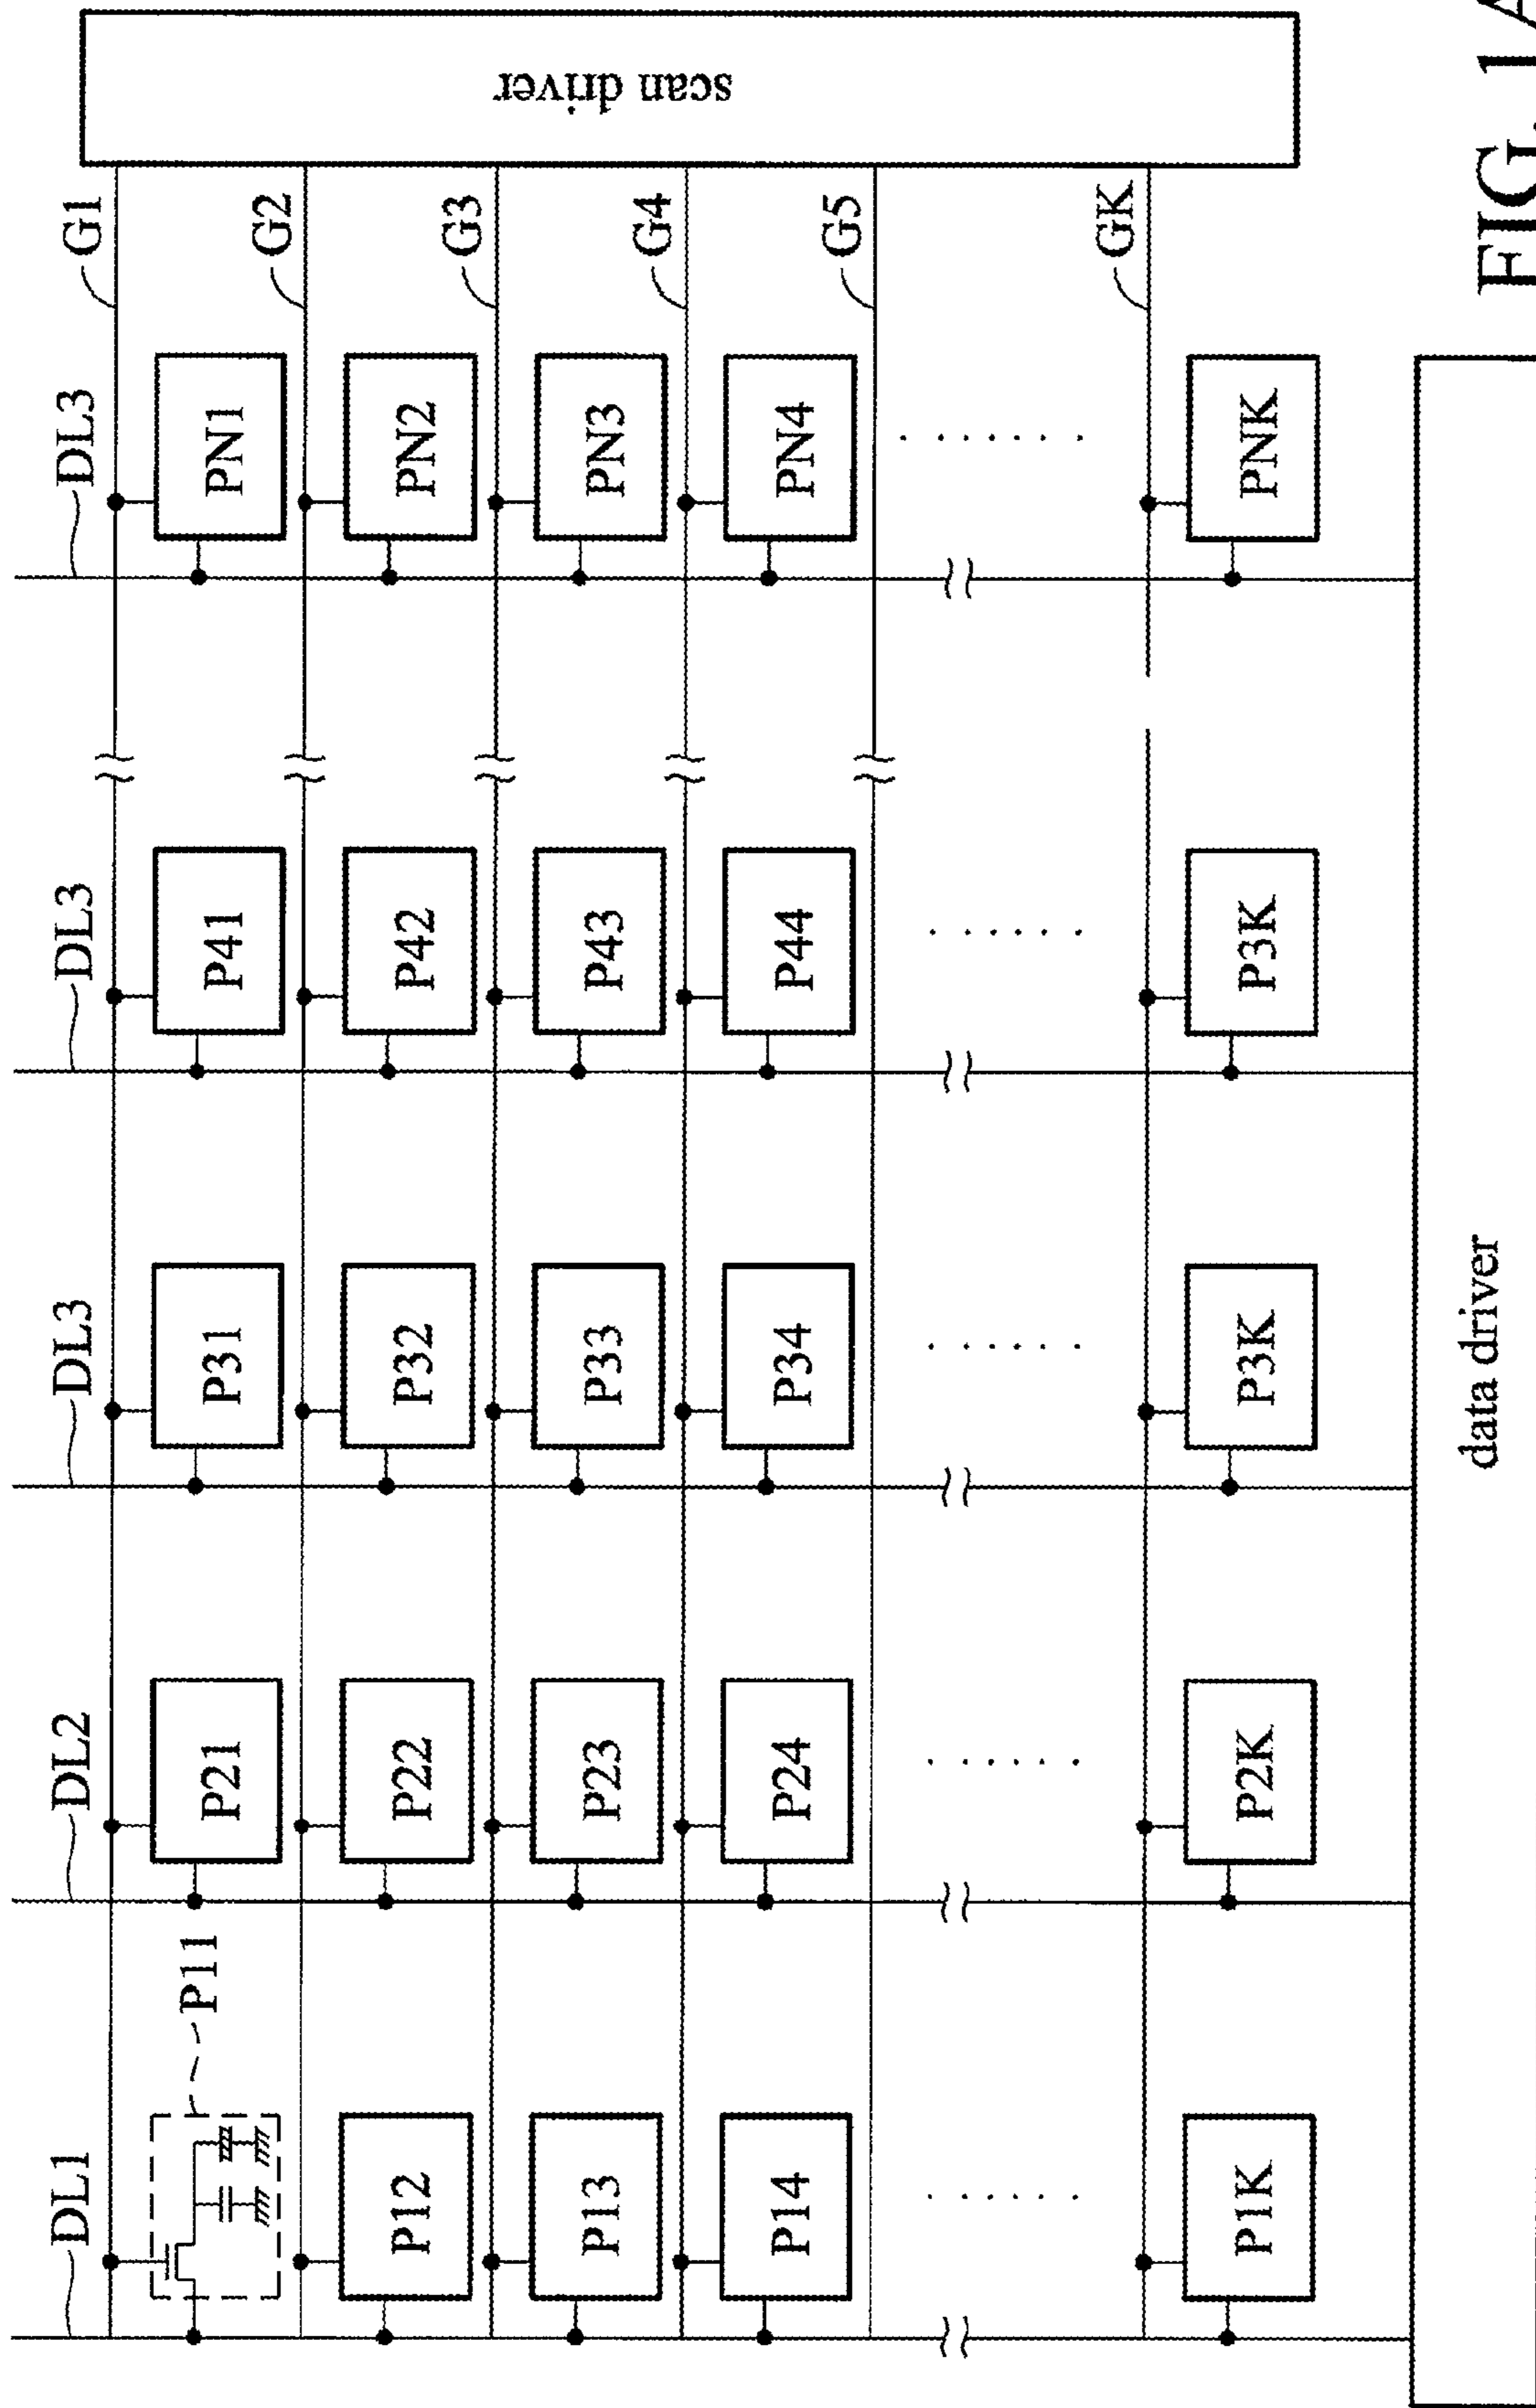 DL1 DL2 DL3 DL3 DL3 G1
P11 P21 P31 P41 PN1
G2
P12 P22 P32 P42 PN2
G3
P13 P23 P33 P43 PN3
G4
P14 P24 P34 P44 PN4
G5
scan driver
GK
P1K P2K P3K P3K PNK
data driver
FIG. 1A